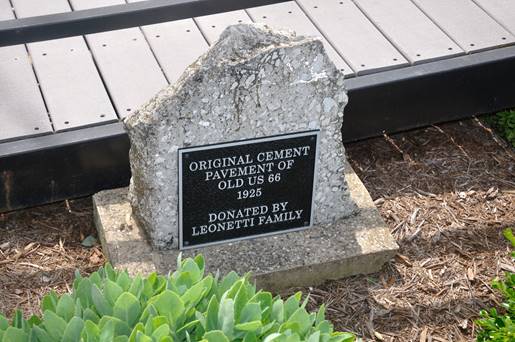 ORIGINAL CEMENT
PAVEMENT OF
OLD US 66
1925
DONATED BY
LEONETTI FAMILY